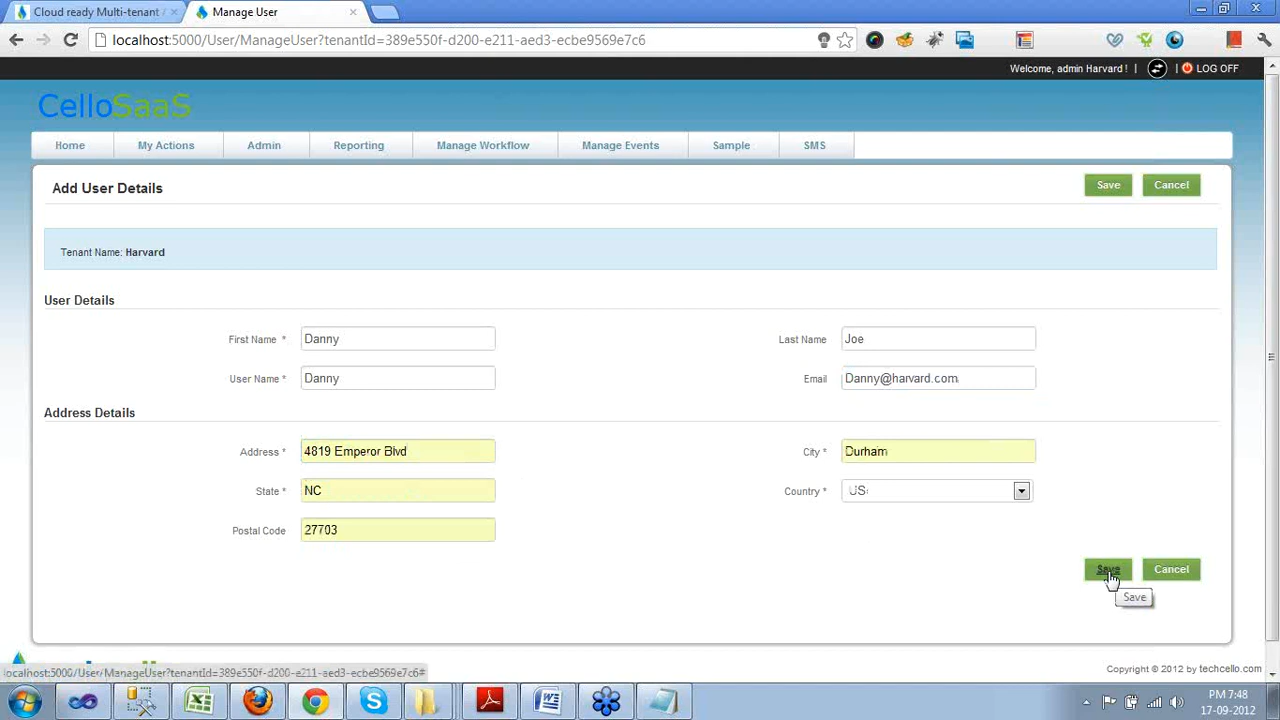 Cloud ready Multi-tenant /
Manage User
localhost:5000/User/ManageUser?tenantId=389e550f-d200-e211-aed3-ecbe9569e7c6
Welcome, admin Harvard ! | | LOG OFF
CelloSaaS
Home My Actions Admin Reporting Manage Workflow Manage Events Sample SMS
Add User Details
Save Cancel
Tenant Name: Harvard
User Details
First Name * Danny Last Name Joe
User Name * Danny Email Danny@harvard.com
Address Details
Address * 4819 Emperor Blvd City * Durham
State * NC Country * US
Postal Code 27703
Save Cancel
Save
localhost:5000/User/ManageUser?tenantId=389e550f-d200-e211-aed3-ecbe9569e7c6#
Copyright © 2012 by techcello.com
PM 7:48
17-09-2012